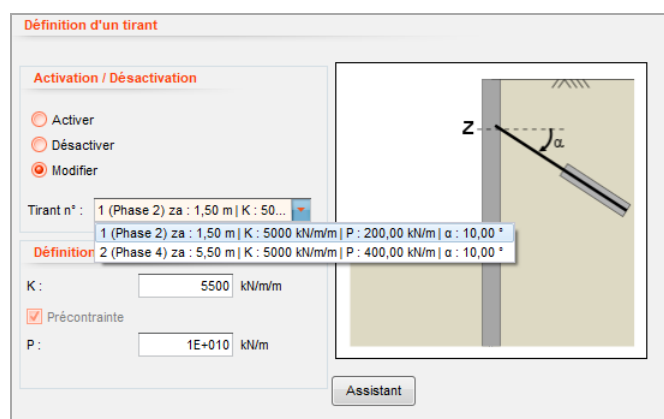 Définition d'un tirant
Activation / Désactivation
Activer
Désactiver
Modifier
Tirant n° : 1 (Phase 2) za : 1,50 m | K : 50...
1 (Phase 2) za : 1,50 m | K : 5000 kN/m/m | P : 200,00 kN/m | α : 10,00 °
2 (Phase 4) za : 5,50 m | K : 5000 kN/m/m | P : 400,00 kN/m | α : 10,00 °
Définition
K : 5500 kN/m/m
Précontrainte
P : 1E+010 kN/m
Z
α
Assistant